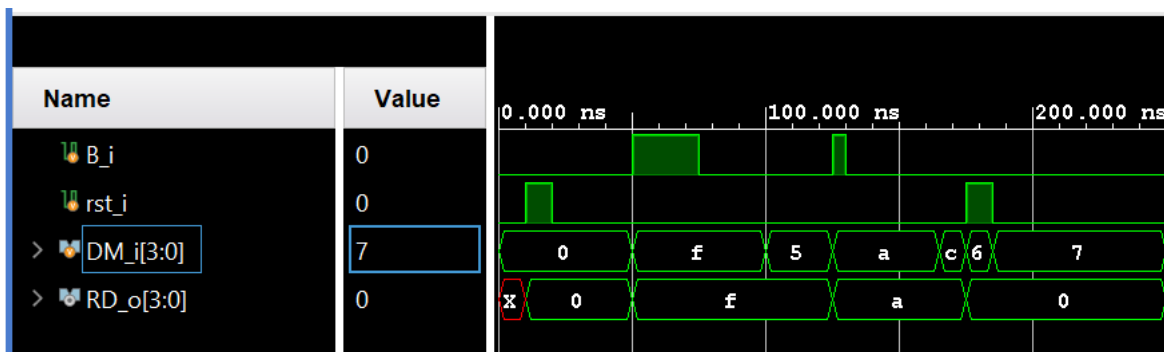 Name Value
0.000 ns 100.000 ns 200.000 ns
B_i 0
rst_i 0
DM_i[3:0] 7 0 f 5 a c 6 7
RD_o[3:0] 0 X 0 f a 0